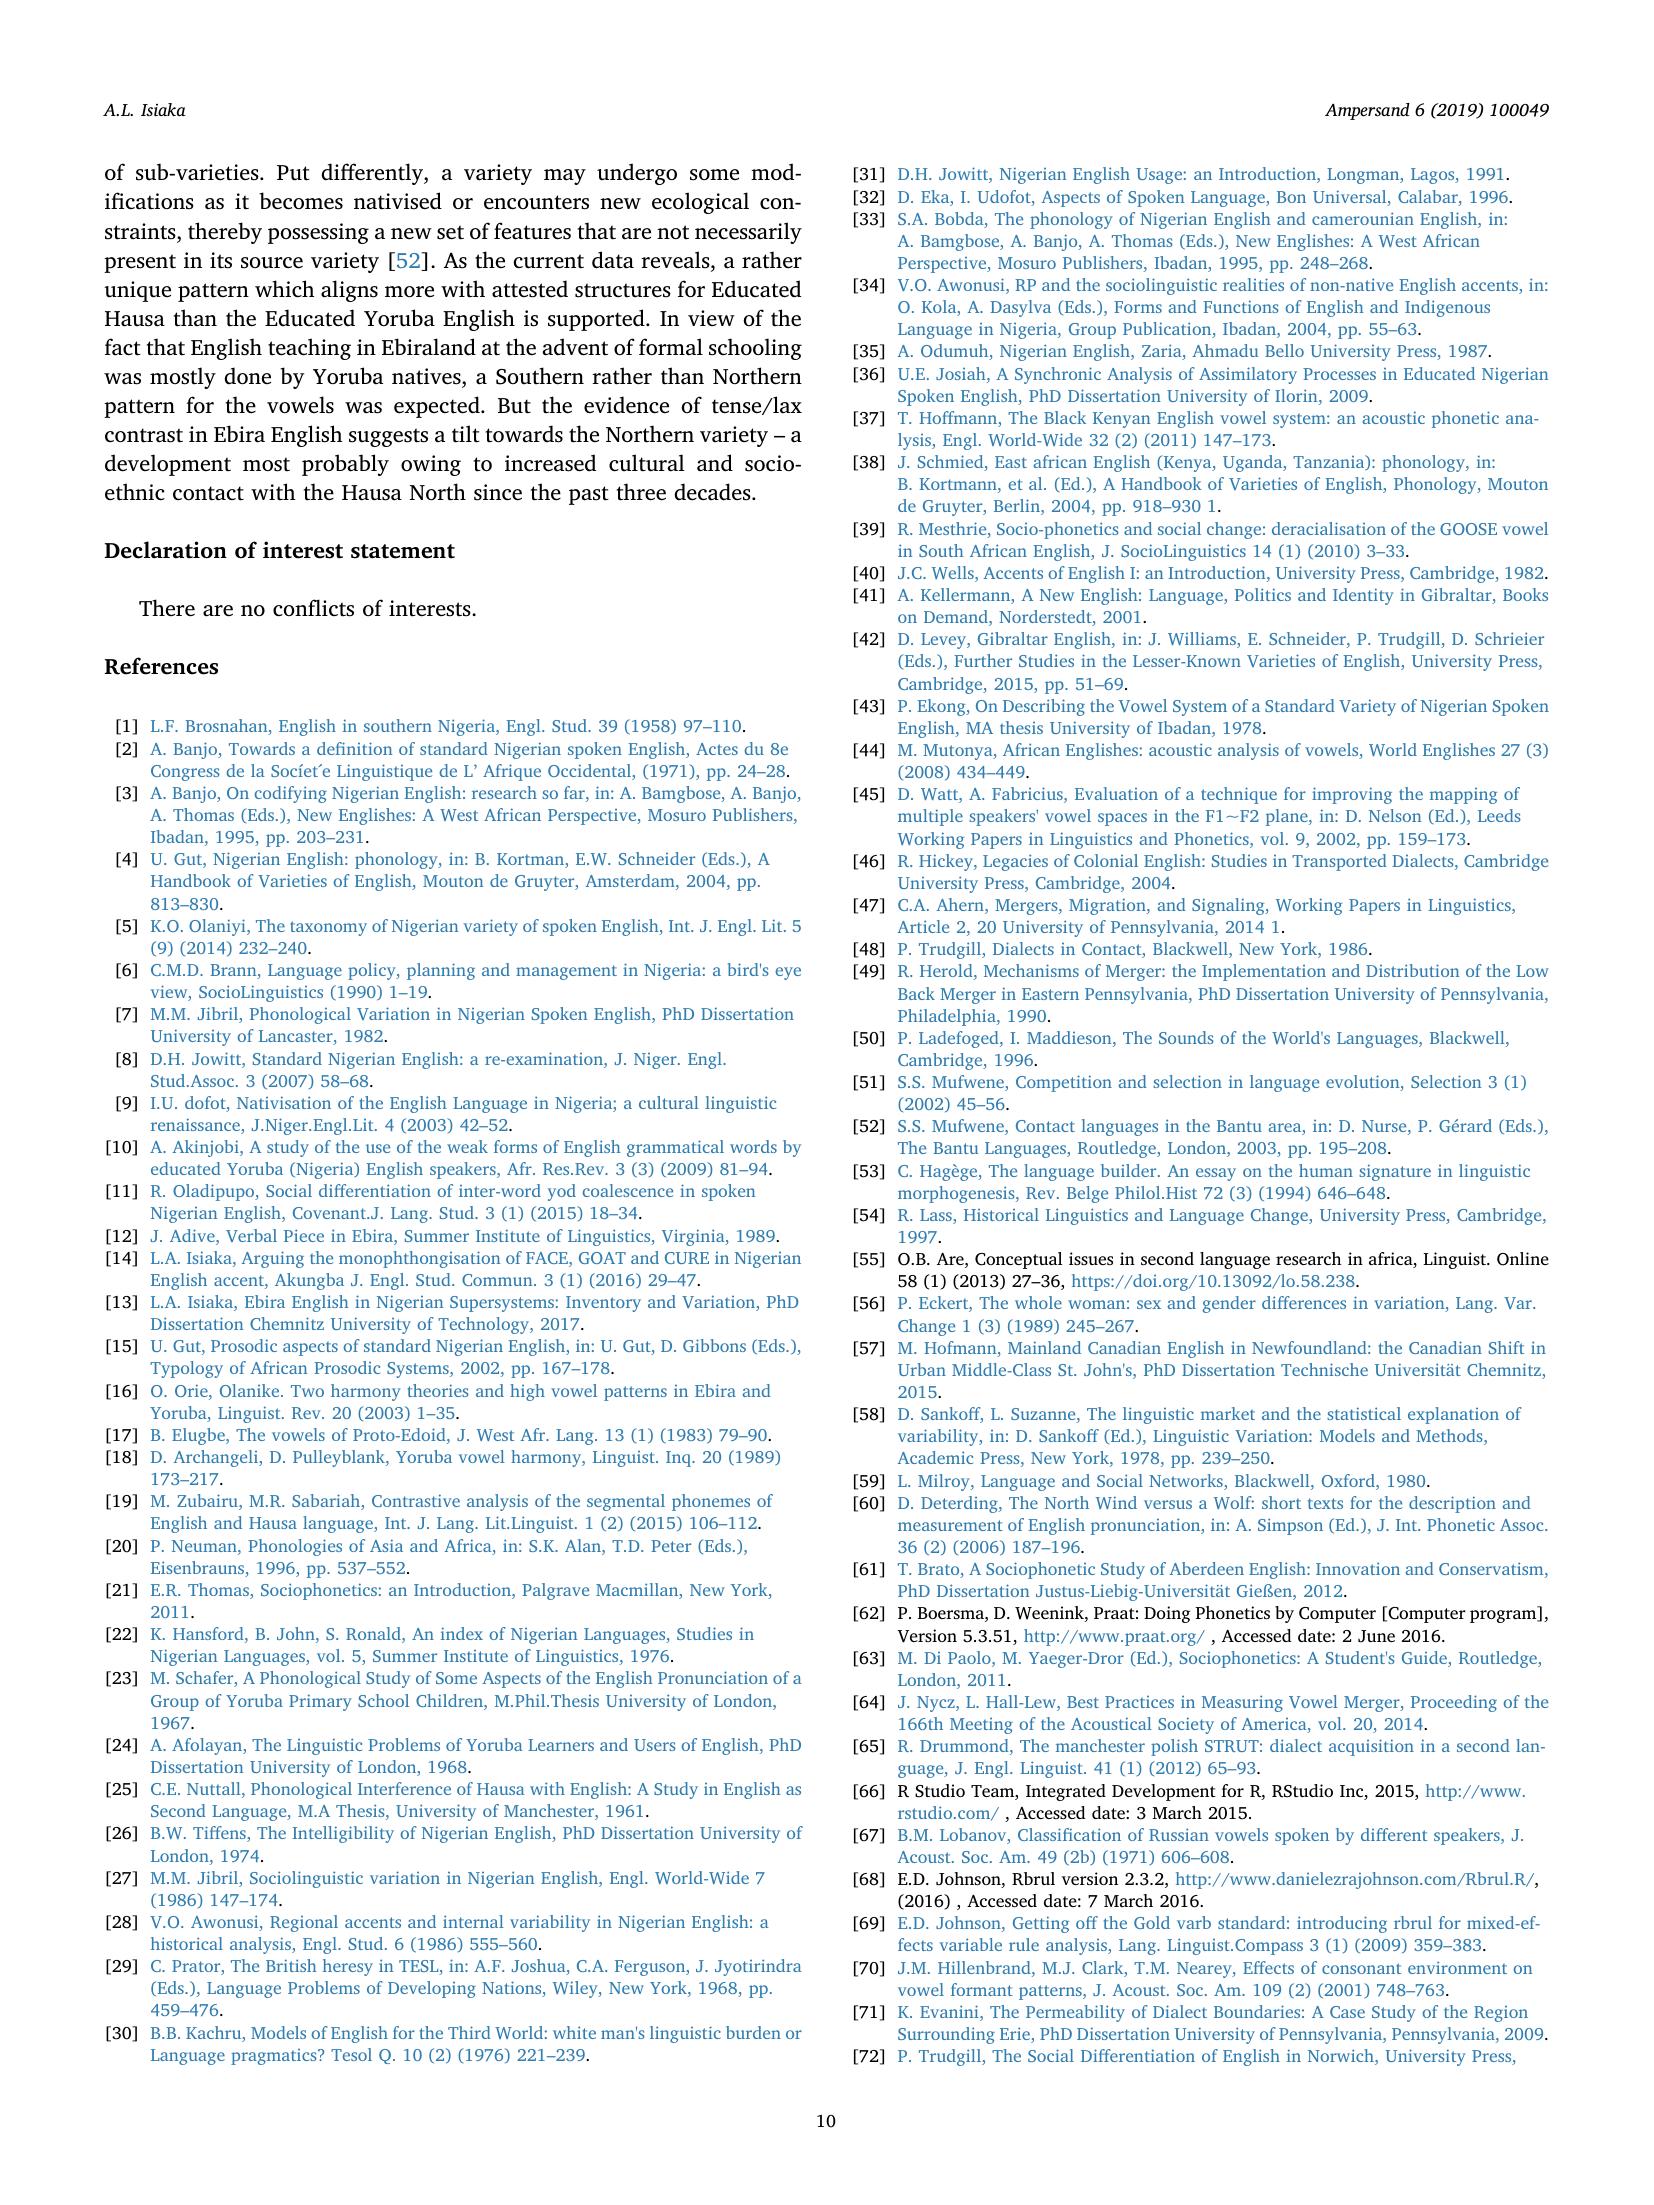 A.L. Isiaka
Ampersand 6 (2019) 100049
of sub-varieties. Put differently, a variety may undergo some mod-
ifications as it becomes nativised or encounters new ecological con-
straints, thereby possessing a new set of features that are not necessarily
present in its source variety [52]. As the current data reveals, a rather
unique pattern which aligns more with attested structures for Educated
Hausa than the Educated Yoruba English is supported. In view of the
fact that English teaching in Ebiraland at the advent of formal schooling
was mostly done by Yoruba natives, a Southern rather than Northern
pattern for the vowels was expected. But the evidence of tense/lax
contrast in Ebira English suggests a tilt towards the Northern variety – a
development most probably owing to increased cultural and socio-
ethnic contact with the Hausa North since the past three decades.
Declaration of interest statement
There are no conflicts of interests.
References
[1] L.F. Brosnahan, English in southern Nigeria, Engl. Stud. 39 (1958) 97–110.
[2] A. Banjo, Towards a definition of standard Nigerian spoken English, Actes du 8e
Congress de la Socíet´e Linguistique de L' Afrique Occidental, (1971), pp. 24–28.
[3] A. Banjo, On codifying Nigerian English: research so far, in: A. Bamgbose, A. Banjo,
A. Thomas (Eds.), New Englishes: A West African Perspective, Mosuro Publishers,
Ibadan, 1995, pp. 203–231.
[4] U. Gut, Nigerian English: phonology, in: B. Kortman, E.W. Schneider (Eds.), A
Handbook of Varieties of English, Mouton de Gruyter, Amsterdam, 2004, pp.
813–830.
[5] K.O. Olaniyi, The taxonomy of Nigerian variety of spoken English, Int. J. Engl. Lit. 5
(9) (2014) 232–240.
[6] C.M.D. Brann, Language policy, planning and management in Nigeria: a bird's eye
view, SocioLinguistics (1990) 1–19.
[7] M.M. Jibril, Phonological Variation in Nigerian Spoken English, PhD Dissertation
University of Lancaster, 1982.
[8] D.H. Jowitt, Standard Nigerian English: a re-examination, J. Niger. Engl.
Stud.Assoc. 3 (2007) 58–68.
[9] I.U. dofot, Nativisation of the English Language in Nigeria; a cultural linguistic
renaissance, J.Niger.Engl.Lit. 4 (2003) 42–52.
[10] A. Akinjobi, A study of the use of the weak forms of English grammatical words by
educated Yoruba (Nigeria) English speakers, Afr. Res.Rev. 3 (3) (2009) 81–94.
[11] R. Oladipupo, Social differentiation of inter-word yod coalescence in spoken
Nigerian English, Covenant.J. Lang. Stud. 3 (1) (2015) 18–34.
[12] J. Adive, Verbal Piece in Ebira, Summer Institute of Linguistics, Virginia, 1989.
[14] L.A. Isiaka, Arguing the monophthongisation of FACE, GOAT and CURE in Nigerian
English accent, Akungba J. Engl. Stud. Commun. 3 (1) (2016) 29–47.
[13] L.A. Isiaka, Ebira English in Nigerian Supersystems: Inventory and Variation, PhD
Dissertation Chemnitz University of Technology, 2017.
[15] U. Gut, Prosodic aspects of standard Nigerian English, in: U. Gut, D. Gibbons (Eds.),
Typology of African Prosodic Systems, 2002, pp. 167–178.
[16] O. Orie, Olanike. Two harmony theories and high vowel patterns in Ebira and
Yoruba, Linguist. Rev. 20 (2003) 1–35.
[17] B. Elugbe, The vowels of Proto-Edoid, J. West Afr. Lang. 13 (1) (1983) 79–90.
[18] D. Archangeli, D. Pulleyblank, Yoruba vowel harmony, Linguist. Inq. 20 (1989)
173–217.
[19] M. Zubairu, M.R. Sabariah, Contrastive analysis of the segmental phonemes of
English and Hausa language, Int. J. Lang. Lit.Linguist. 1 (2) (2015) 106–112.
[20] P. Neuman, Phonologies of Asia and Africa, in: S.K. Alan, T.D. Peter (Eds.),
Eisenbrauns, 1996, pp. 537–552.
[21] E.R. Thomas, Sociophonetics: an Introduction, Palgrave Macmillan, New York,
2011.
[22] K. Hansford, B. John, S. Ronald, An index of Nigerian Languages, Studies in
Nigerian Languages, vol. 5, Summer Institute of Linguistics, 1976.
[23] M. Schafer, A Phonological Study of Some Aspects of the English Pronunciation of a
Group of Yoruba Primary School Children, M.Phil.Thesis University of London,
1967.
[24] A. Afolayan, The Linguistic Problems of Yoruba Learners and Users of English, PhD
Dissertation University of London, 1968.
[25] C.E. Nuttall, Phonological Interference of Hausa with English: A Study in English as
Second Language, M.A Thesis, University of Manchester, 1961.
[26] B.W. Tiffens, The Intelligibility of Nigerian English, PhD Dissertation University of
London, 1974.
[27] M.M. Jibril, Sociolinguistic variation in Nigerian English, Engl. World-Wide 7
(1986) 147–174.
[28] V.O. Awonusi, Regional accents and internal variability in Nigerian English: a
historical analysis, Engl. Stud. 6 (1986) 555–560.
[29] C. Prator, The British heresy in TESL, in: A.F. Joshua, C.A. Ferguson, J. Jyotirindra
(Eds.), Language Problems of Developing Nations, Wiley, New York, 1968, pp.
459–476.
[30] B.B. Kachru, Models of English for the Third World: white man's linguistic burden or
Language pragmatics? Tesol Q. 10 (2) (1976) 221–239.
[31] D.H. Jowitt, Nigerian English Usage: an Introduction, Longman, Lagos, 1991.
[32] D. Eka, I. Udofot, Aspects of Spoken Language, Bon Universal, Calabar, 1996.
[33] S.A. Bobda, The phonology of Nigerian English and camerounian English, in:
A. Bamgbose, A. Banjo, A. Thomas (Eds.), New Englishes: A West African
Perspective, Mosuro Publishers, Ibadan, 1995, pp. 248–268.
[34] V.O. Awonusi, RP and the sociolinguistic realities of non-native English accents, in:
O. Kola, A. Dasylva (Eds.), Forms and Functions of English and Indigenous
Language in Nigeria, Group Publication, Ibadan, 2004, pp. 55–63.
[35] A. Odumuh, Nigerian English, Zaria, Ahmadu Bello University Press, 1987.
[36] U.E. Josiah, A Synchronic Analysis of Assimilatory Processes in Educated Nigerian
Spoken English, PhD Dissertation University of Ilorin, 2009.
[37] T. Hoffmann, The Black Kenyan English vowel system: an acoustic phonetic ana-
lysis, Engl. World-Wide 32 (2) (2011) 147–173.
[38] J. Schmied, East african English (Kenya, Uganda, Tanzania): phonology, in:
B. Kortmann, et al. (Ed.), A Handbook of Varieties of English, Phonology, Mouton
de Gruyter, Berlin, 2004, pp. 918–930 1.
[39] R. Mesthrie, Socio-phonetics and social change: deracialisation of the GOOSE vowel
in South African English, J. SocioLinguistics 14 (1) (2010) 3–33.
[40] J.C. Wells, Accents of English I: an Introduction, University Press, Cambridge, 1982.
[41] A. Kellermann, A New English: Language, Politics and Identity in Gibraltar, Books
on Demand, Norderstedt, 2001.
[42] D. Levey, Gibraltar English, in: J. Williams, E. Schneider, P. Trudgill, D. Schrieier
(Eds.), Further Studies in the Lesser-Known Varieties of English, University Press,
Cambridge, 2015, pp. 51–69.
[43] P. Ekong, On Describing the Vowel System of a Standard Variety of Nigerian Spoken
English, MA thesis University of Ibadan, 1978.
[44] M. Mutonya, African Englishes: acoustic analysis of vowels, World Englishes 27 (3)
(2008) 434–449.
[45] D. Watt, A. Fabricius, Evaluation of a technique for improving the mapping of
multiple speakers' vowel spaces in the F1~F2 plane, in: D. Nelson (Ed.), Leeds
Working Papers in Linguistics and Phonetics, vol. 9, 2002, pp. 159–173.
[46] R. Hickey, Legacies of Colonial English: Studies in Transported Dialects, Cambridge
University Press, Cambridge, 2004.
[47] C.A. Ahern, Mergers, Migration, and Signaling, Working Papers in Linguistics,
Article 2, 20 University of Pennsylvania, 2014 1.
[48] P. Trudgill, Dialects in Contact, Blackwell, New York, 1986.
[49] R. Herold, Mechanisms of Merger: the Implementation and Distribution of the Low
Back Merger in Eastern Pennsylvania, PhD Dissertation University of Pennsylvania,
Philadelphia, 1990.
[50] P. Ladefoged, I. Maddieson, The Sounds of the World's Languages, Blackwell,
Cambridge, 1996.
[51] S.S. Mufwene, Competition and selection in language evolution, Selection 3 (1)
(2002) 45–56.
[52] S.S. Mufwene, Contact languages in the Bantu area, in: D. Nurse, P. Gérard (Eds.),
The Bantu Languages, Routledge, London, 2003, pp. 195–208.
[53] C. Hagège, The language builder. An essay on the human signature in linguistic
morphogenesis, Rev. Belge Philol.Hist 72 (3) (1994) 646–648.
[54] R. Lass, Historical Linguistics and Language Change, University Press, Cambridge,
1997.
[55] O.B. Are, Conceptual issues in second language research in africa, Linguist. Online
58 (1) (2013) 27–36, https://doi.org/10.13092/lo.58.238.
[56] P. Eckert, The whole woman: sex and gender differences in variation, Lang. Var.
Change 1 (3) (1989) 245–267.
[57] M. Hofmann, Mainland Canadian English in Newfoundland: the Canadian Shift in
Urban Middle-Class St. John's, PhD Dissertation Technische Universität Chemnitz,
2015.
[58] D. Sankoff, L. Suzanne, The linguistic market and the statistical explanation of
variability, in: D. Sankoff (Ed.), Linguistic Variation: Models and Methods,
Academic Press, New York, 1978, pp. 239–250.
[59] L. Milroy, Language and Social Networks, Blackwell, Oxford, 1980.
[60] D. Deterding, The North Wind versus a Wolf: short texts for the description and
measurement of English pronunciation, in: A. Simpson (Ed.), J. Int. Phonetic Assoc.
36 (2) (2006) 187–196.
[61] T. Brato, A Sociophonetic Study of Aberdeen English: Innovation and Conservatism,
PhD Dissertation Justus-Liebig-Universität Gießen, 2012.
[62] P. Boersma, D. Weenink, Praat: Doing Phonetics by Computer [Computer program],
Version 5.3.51, http://www.praat.org/ , Accessed date: 2 June 2016.
[63] M. Di Paolo, M. Yaeger-Dror (Ed.), Sociophonetics: A Student's Guide, Routledge,
London, 2011.
[64] J. Nycz, L. Hall-Lew, Best Practices in Measuring Vowel Merger, Proceeding of the
166th Meeting of the Acoustical Society of America, vol. 20, 2014.
[65] R. Drummond, The manchester polish STRUT: dialect acquisition in a second lan-
guage, J. Engl. Linguist. 41 (1) (2012) 65–93.
[66] R Studio Team, Integrated Development for R, RStudio Inc, 2015, http://www.
rstudio.com/ , Accessed date: 3 March 2015.
[67] B.M. Lobanov, Classification of Russian vowels spoken by different speakers, J.
Acoust. Soc. Am. 49 (2b) (1971) 606–608.
[68] E.D. Johnson, Rbrul version 2.3.2, http://www.danielezrajohnson.com/Rbrul.R/,
(2016) , Accessed date: 7 March 2016.
[69] E.D. Johnson, Getting off the Gold varb standard: introducing rbrul for mixed-ef-
fects variable rule analysis, Lang. Linguist.Compass 3 (1) (2009) 359–383.
[70] J.M. Hillenbrand, M.J. Clark, T.M. Nearey, Effects of consonant environment on
vowel formant patterns, J. Acoust. Soc. Am. 109 (2) (2001) 748–763.
[71] K. Evanini, The Permeability of Dialect Boundaries: A Case Study of the Region
Surrounding Erie, PhD Dissertation University of Pennsylvania, Pennsylvania, 2009.
[72] P. Trudgill, The Social Differentiation of English in Norwich, University Press,
10